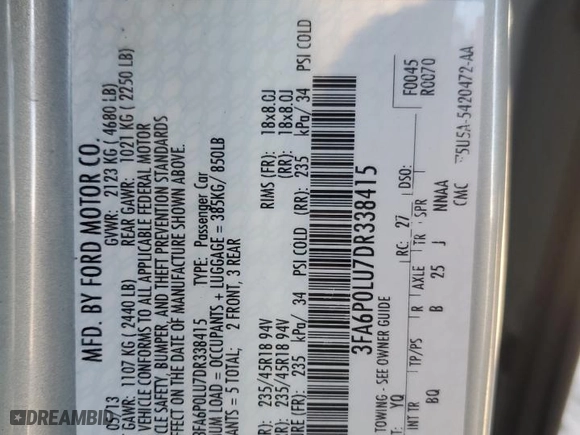 MFD. BY FORD MOTOR CO.
05/13 GVWR: 2123 KG ( 4680 LB)
GAWR: 1107 KG ( 2440 LB) REAR GAWR: 1021 KG ( 2250 LB)
VEHICLE CONFORMS TO ALL APPLICABLE FEDERAL MOTOR
CLE SAFETY, BUMPER, AND THEFT PREVENTION STANDARDS
FFECT ON THE DATE OF MANUFACTURE SHOWN ABOVE.
3FA6P0LU7DR338415 TYPE: Passenger Car
UM LOAD = OCCUPANTS + LUGGAGE = 385KG/ 850LB
ANTS = 5 TOTAL: 2 FRONT, 3 REAR
235/45R18 94V RIMS (FR): 18x8.0J
235/45R18 94V (RR): 18x8.0J
RE (FR): 235 kPa/ 34 PSI COLD (RR): 235 kPa/ 34 PSI COLD
3FA6P0LU7DR338415
TOWING - SEE OWNER GUIDE F0045
T: YQ RC: 27 DSO: R0070
INT TR TP/PS R AXLE TR SPR
BQ B 25 J NNAA
CMC 5U5A-5420472-AA
AUTOBIDMASTER